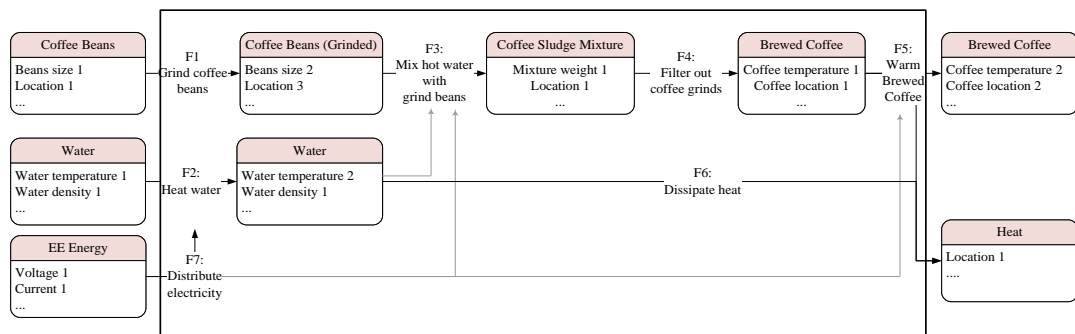 Coffee Beans
Beans size 1
Location 1
...
F1
Grind coffee
beans
Coffee Beans (Grinded)
Beans size 2
Location 3
...
F3:
Mix hot water
with
grind beans
Coffee Sludge Mixture
Mixture weight 1
Location 1
...
F4:
Filter out
coffee grinds
Brewed Coffee
Coffee temperature 1
Coffee location 1
...
F5:
Warm
Brewed
Coffee
Brewed Coffee
Coffee temperature 2
Coffee location 2
...
Water
Water temperature 1
Water density 1
...
F2:
Heat water
Water
Water temperature 2
Water density 1
...
F6:
Dissipate heat
EE Energy
Voltage 1
Current 1
...
F7:
Distribute
electricity
Heat
Location 1
....